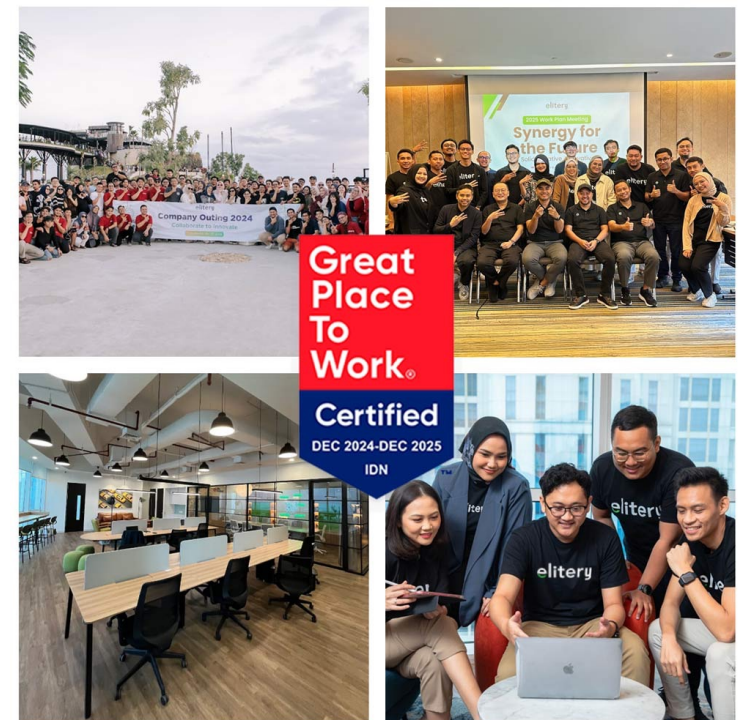 elitery
Company Outing 2024
Collaborate to Innovate
elitery
2025 Work Plan Meeting
Synergy for
the Future
Great
Place
To
Work®
Certified
DEC 2024-DEC 2025
IDN
™
elitery
elitery